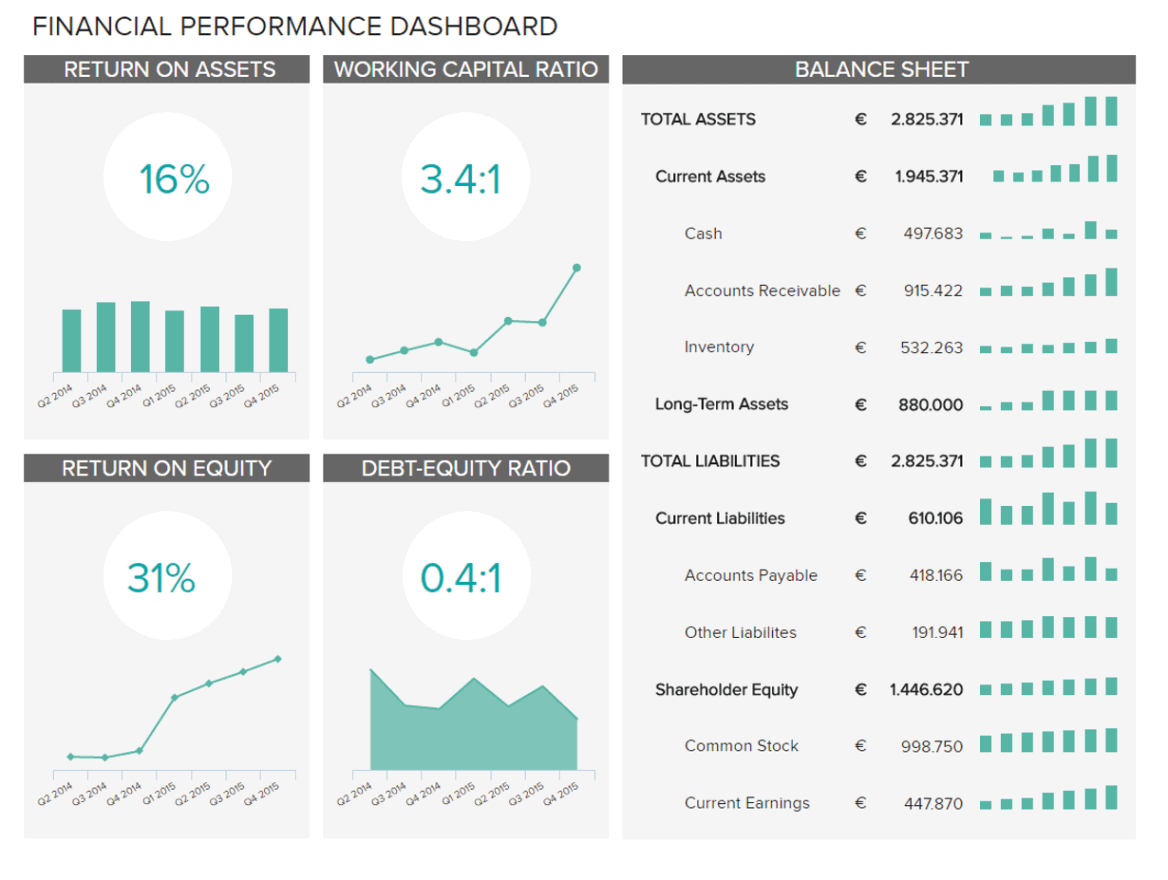 FINANCIAL PERFORMANCE DASHBOARD
RETURN ON ASSETS
16%
Q2 2014 Q3 2014 Q4 2014 Q1 2015 Q2 2015 Q3 2015 Q4 2015
WORKING CAPITAL RATIO
3.4:1
Q2 2014 Q3 2014 Q4 2014 Q1 2015 Q2 2015 Q3 2015 Q4 2015
RETURN ON EQUITY
31%
Q2 2014 Q3 2014 Q4 2014 Q1 2015 Q2 2015 Q3 2015 Q4 2015
DEBT-EQUITY RATIO
0.4:1
Q2 2014 Q3 2014 Q4 2014 Q1 2015 Q2 2015 Q3 2015 Q4 2015
BALANCE SHEET
TOTAL ASSETS € 2.825.371
Current Assets € 1.945.371
Cash € 497.683
Accounts Receivable € 915.422
Inventory € 532.263
Long-Term Assets € 880.000
TOTAL LIABILITIES € 2.825.371
Current Liabilities € 610.106
Accounts Payable € 418.166
Other Liabilites € 191.941
Shareholder Equity € 1.446.620
Common Stock € 998.750
Current Earnings € 447.870